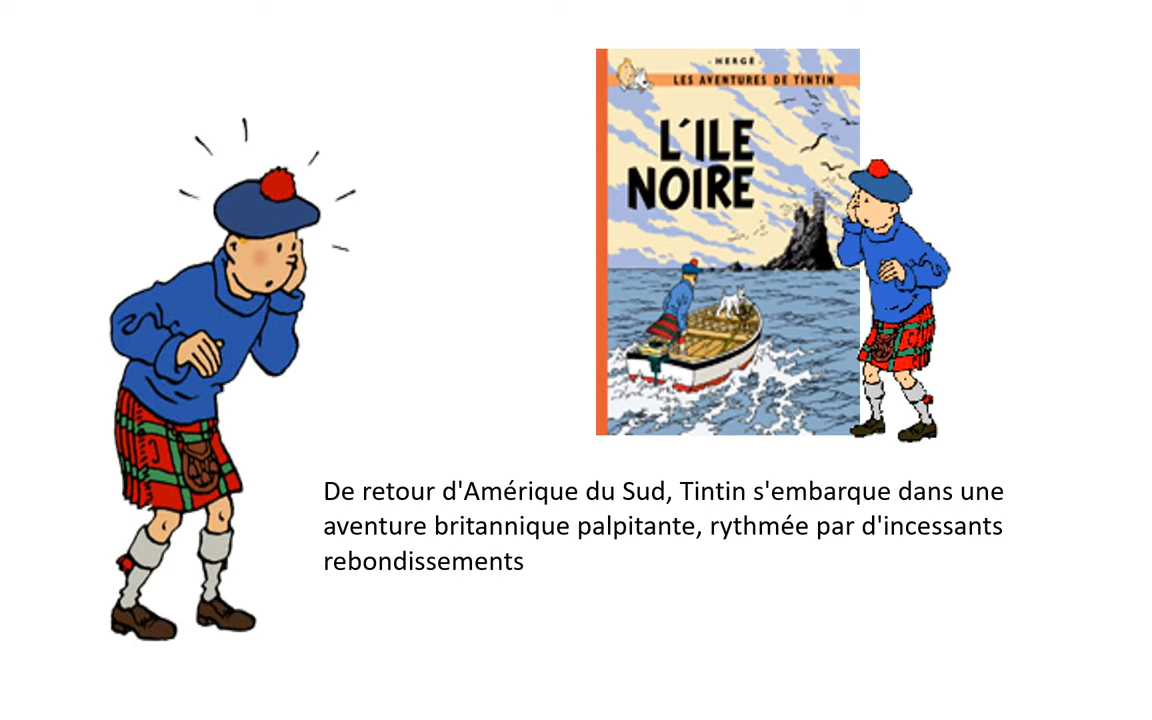 - HERGÉ -
LES AVENTURES DE TINTIN
L'ILE
NOIRE
De retour d'Amérique du Sud, Tintin s'embarque dans une
aventure britannique palpitante, rythmée par d'incessants
rebondissements